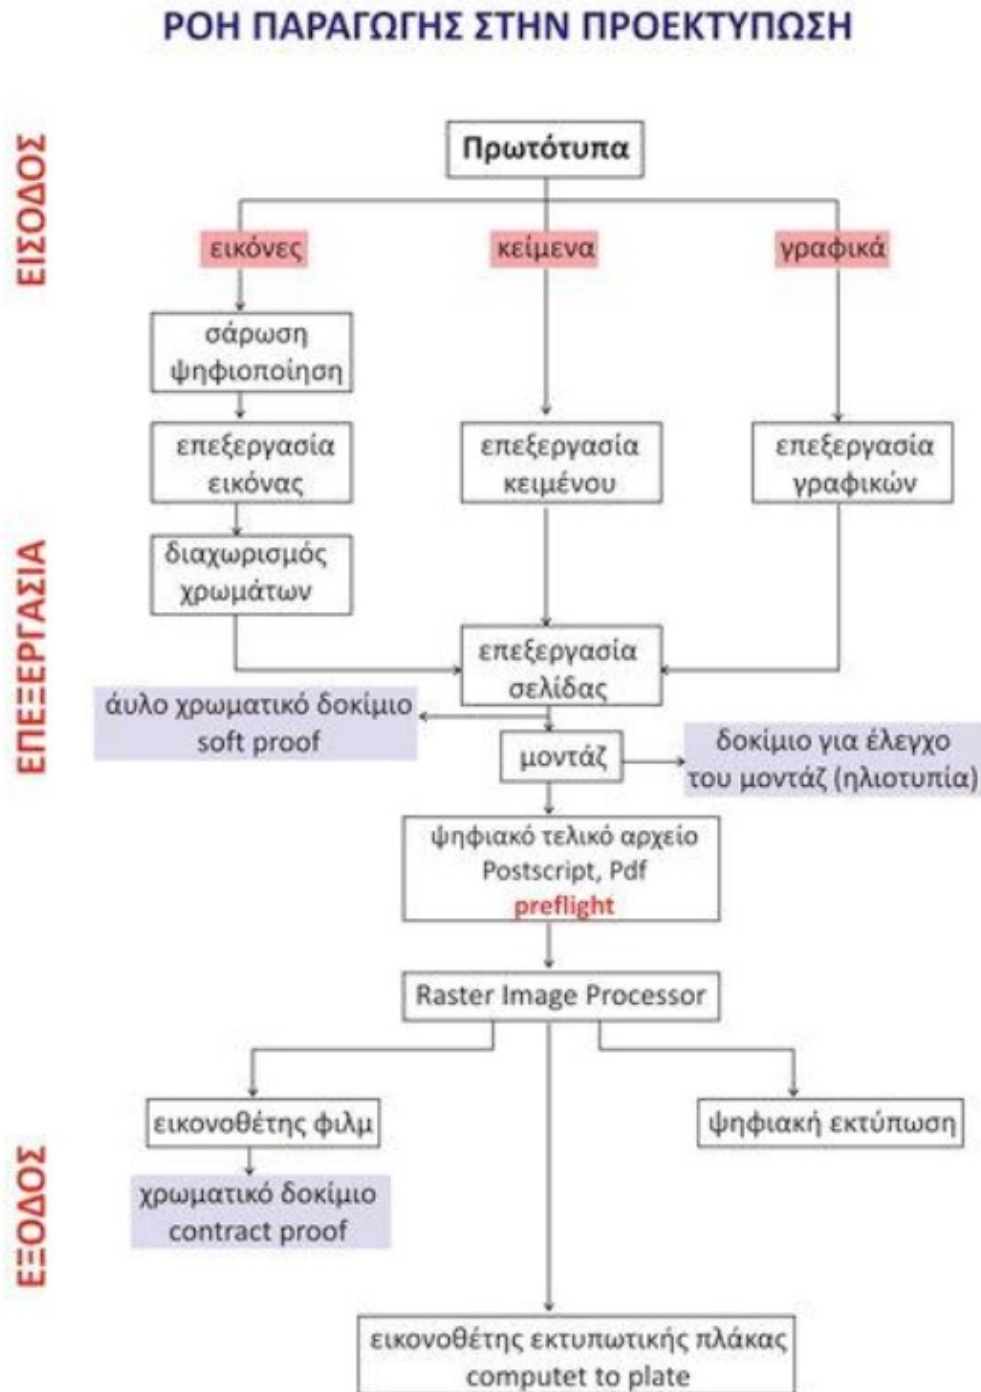 ΡΟΗ ΠΑΡΑΓΩΓΗΣ ΣΤΗΝ ΠΡΟΕΚΤΥΠΩΣΗ
ΕΙΣΟΔΟΣ
Πρωτότυπα
εικόνες
κείμενα
γραφικά
σάρωση
ψηφιοποίηση
ΕΠΕΞΕΡΓΑΣΙΑ
επεξεργασία
εικόνας
επεξεργασία
κειμένου
επεξεργασία
γραφικών
διαχωρισμός
χρωμάτων
επεξεργασία
σελίδας
άυλο χρωματικό δοκίμιο
soft proof
μοντάζ
δοκίμιο για έλεγχο
του μοντάζ (ηλιοτυπία)
ψηφιακό τελικό αρχείο
Postscript, Pdf
preflight
Raster Image Processor
ΕΞΟΔΟΣ
εικονοθέτης φιλμ
ψηφιακή εκτύπωση
χρωματικό δοκίμιο
contract proof
εικονοθέτης εκτυπωτικής πλάκας
computet to plate